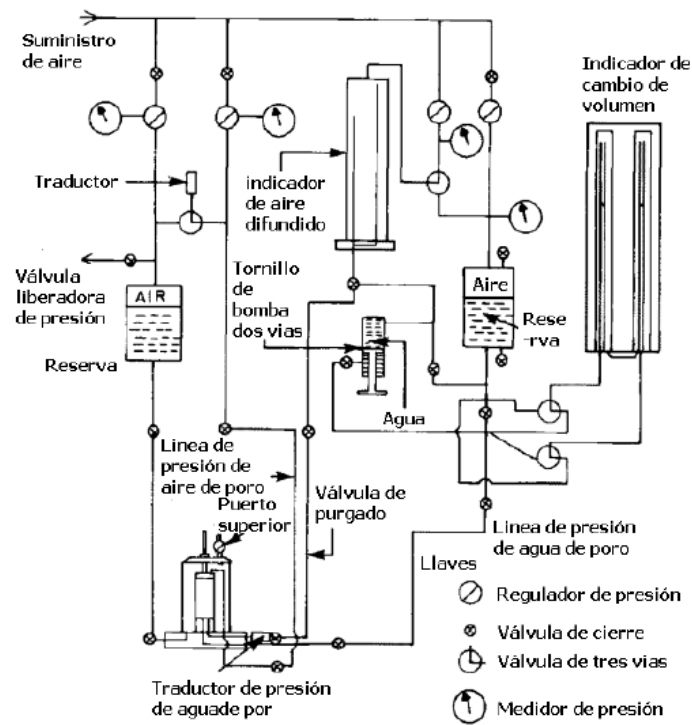 Suministro
de aire
Indicador de
cambio de
volumen
Traductor
indicador
de aire
difundido
Válvula
liberadora
de presión
AIR
Reserva
Tornillo
de
bomba
dos vias
Aire
Rese
-rva
Agua
Linea de
presión de
aire de poro
Puerto
superior
Válvula de
purgado
Linea de presión
de agua de poro
Llaves
Regulador de presión
Válvula de cierre
Válvula de tres vias
Medidor de presión
Traductor de presión
de aguade por